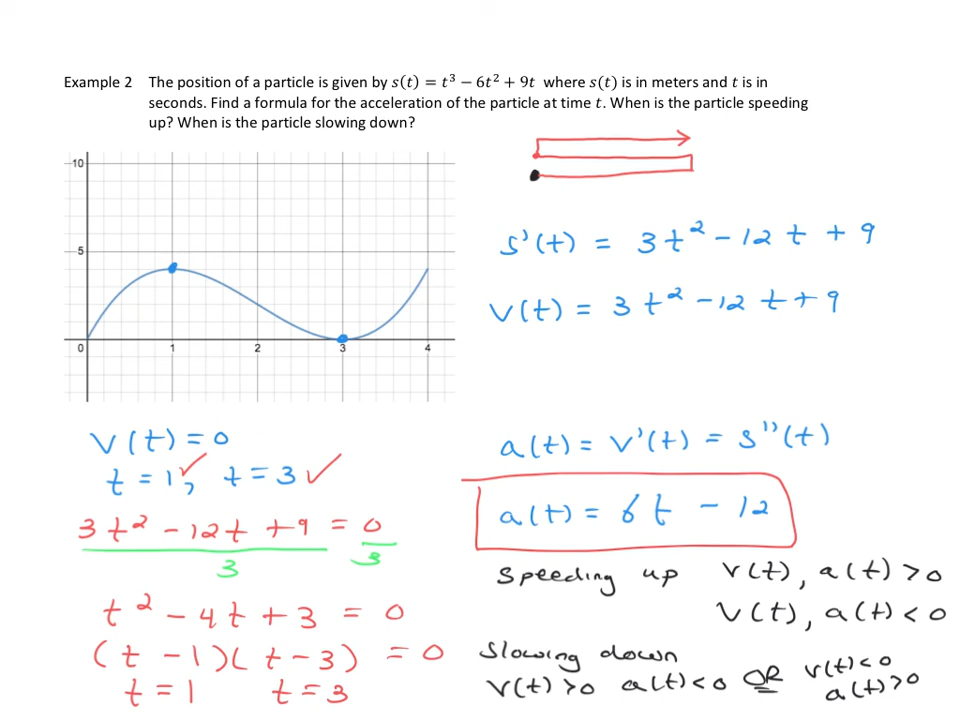 Example 2 The position of a particle is given by s(t) = t³ − 6t² + 9t where s(t) is in meters and t is in
seconds. Find a formula for the acceleration of the particle at time t. When is the particle speeding
up? When is the particle slowing down?
10
5
0 1 2 3 4
s'(t) = 3t² − 12t + 9
v(t) = 3t² − 12t + 9
v(t) = 0
t = 1, ✓ t = 3 ✓
3t² − 12t + 9 = 0
3 3
t² − 4t + 3 = 0
(t − 1)(t − 3) = 0
t = 1 t = 3
a(t) = v'(t) = s''(t)
a(t) = 6t − 12
Speeding up v(t), a(t) > 0
v(t), a(t) < 0
Slowing down
v(t) > 0 a(t) < 0 OR v(t) < 0
a(t) > 0